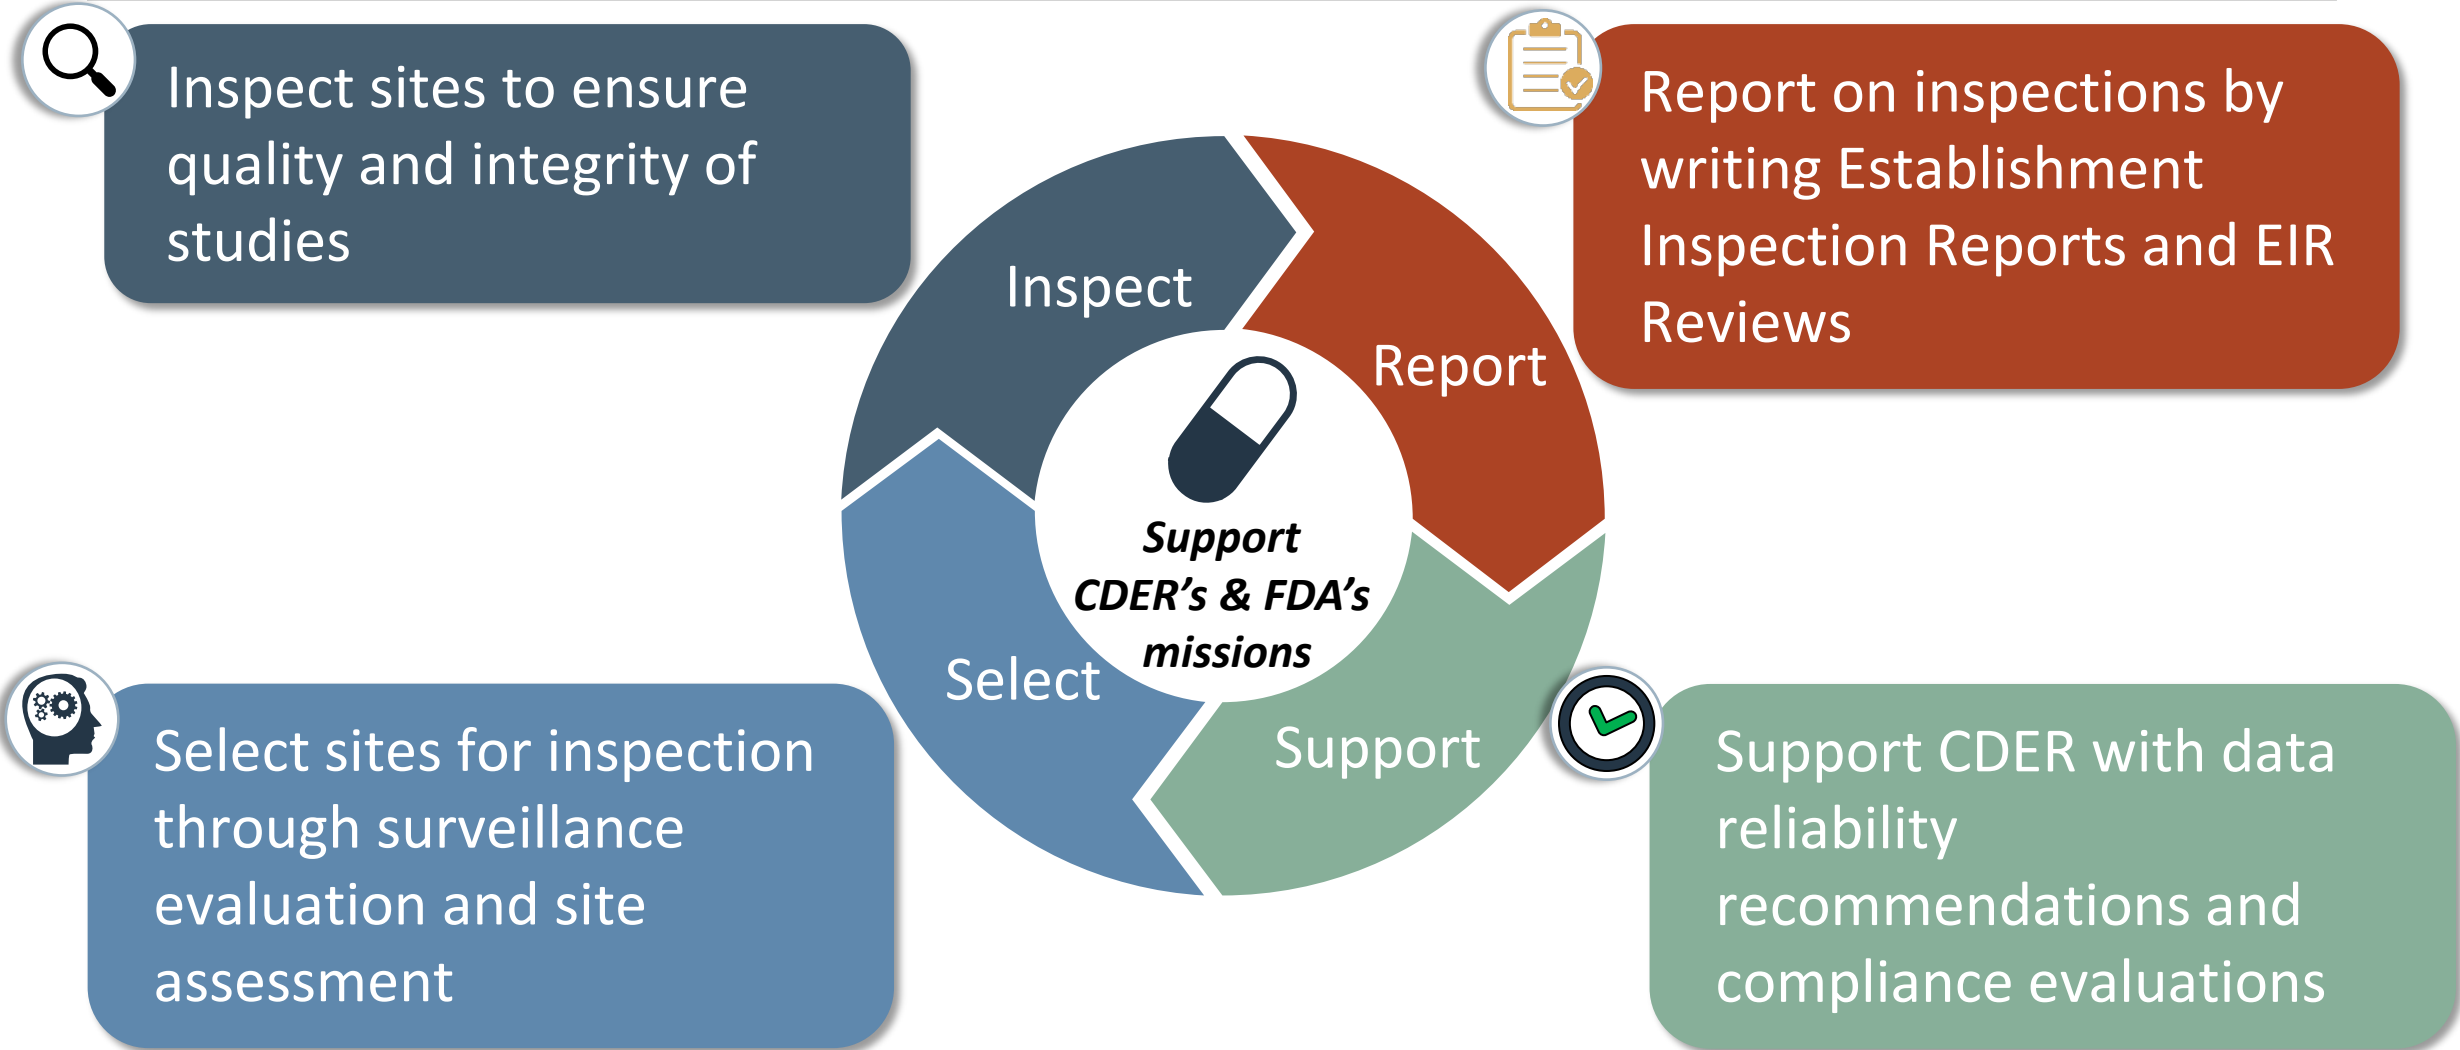 Inspect sites to ensure
quality and integrity of
studies
Report on inspections by
writing Establishment
Inspection Reports and EIR
Reviews
Inspect
Report
Support
CDER's & FDA's
missions
Select
Support
Select sites for inspection
through surveillance
evaluation and site
assessment
Support CDER with data
reliability
recommendations and
compliance evaluations